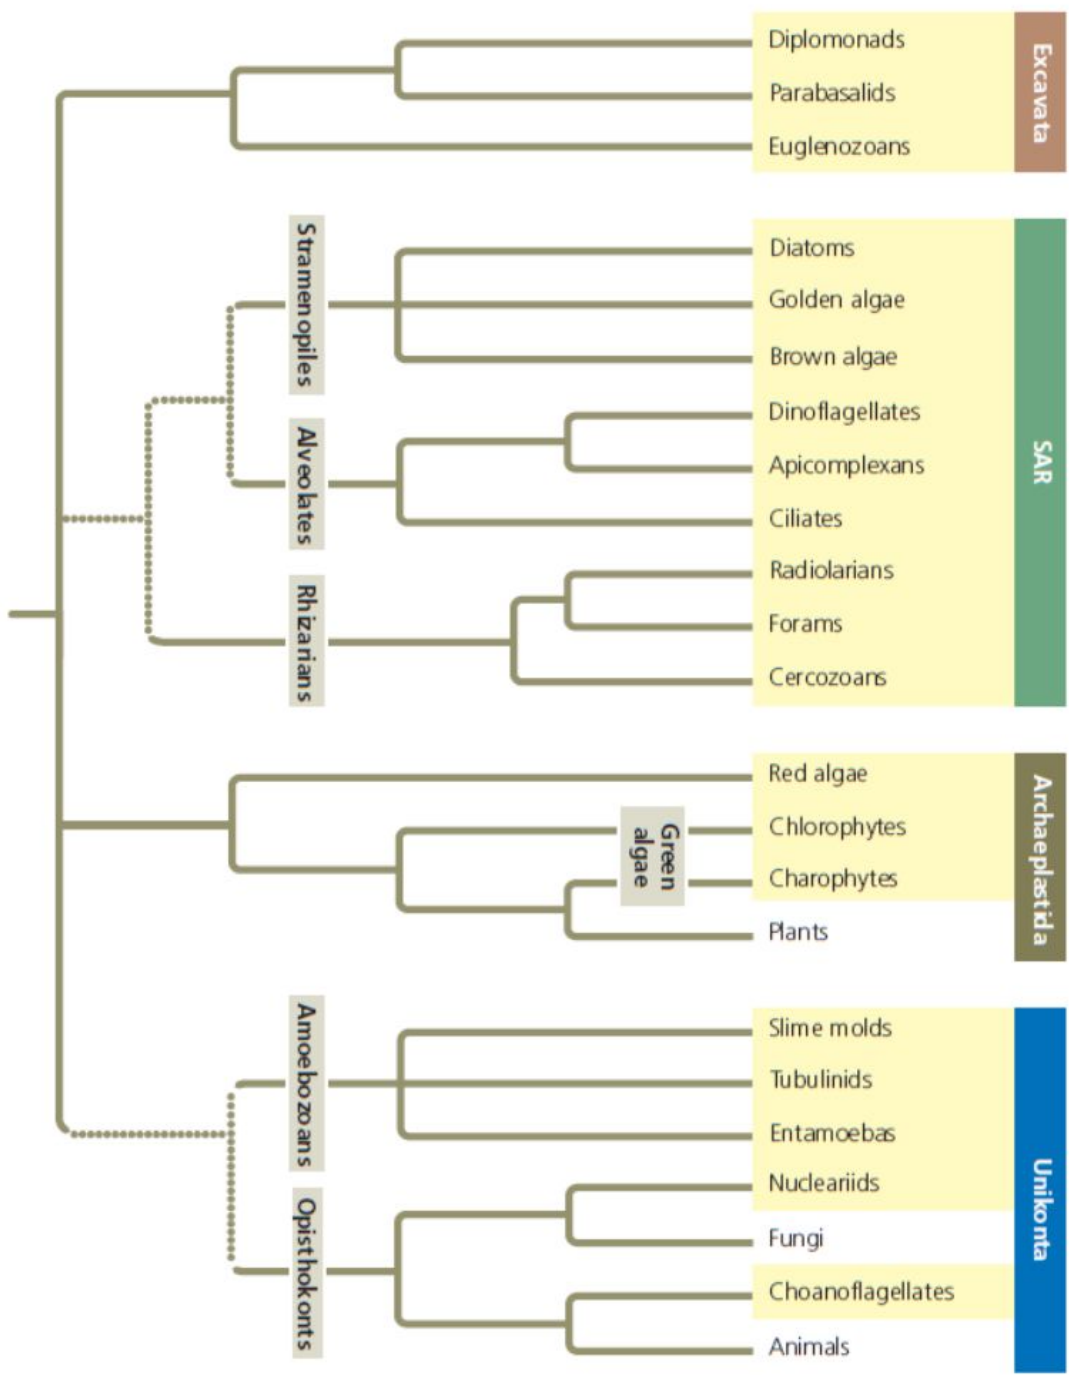 Diplomonads
Parabasalids
Euglenozoans
Excavata
Stramenopiles
Diatoms
Golden algae
Brown algae
Alveolates
Dinoflagellates
Apicomplexans
Ciliates
Rhizarians
Radiolarians
Forams
Cercozoans
SAR
Red algae
Green
algae
Chlorophytes
Charophytes
Plants
Archaeplastida
Amoebozoans
Slime molds
Tubulinids
Entamoebas
Opisthokonts
Nucleariids
Fungi
Choanoflagellates
Animals
Unikonta